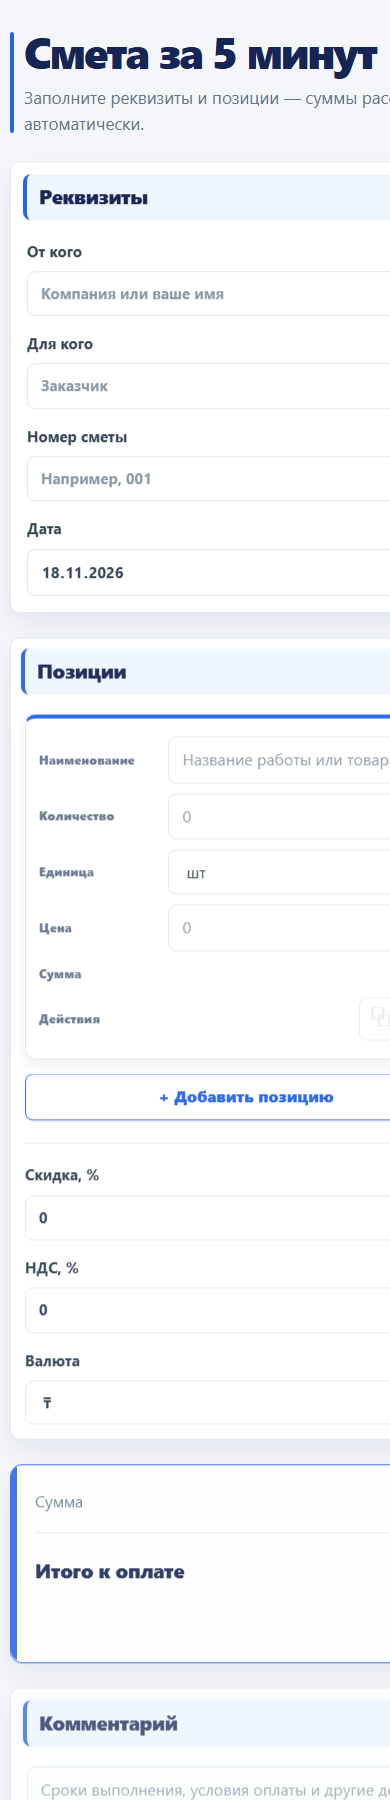 Смета за 5 минут
Заполните реквизиты и позиции — суммы
автоматически.
Реквизиты
От кого
Компания или ваше имя
Для кого
Заказчик
Номер сметы
Например, 001
Дата
18.11.2026
Позиции
Наименование
Название работы или товар
Количество
0
Единица
шт
Цена
0
Сумма
Действия
+ Добавить позицию
Скидка, %
0
НДС, %
0
Валюта
₸
Сумма
Итого к оплате
Комментарий
Сроки выполнения, условия оплаты и другие